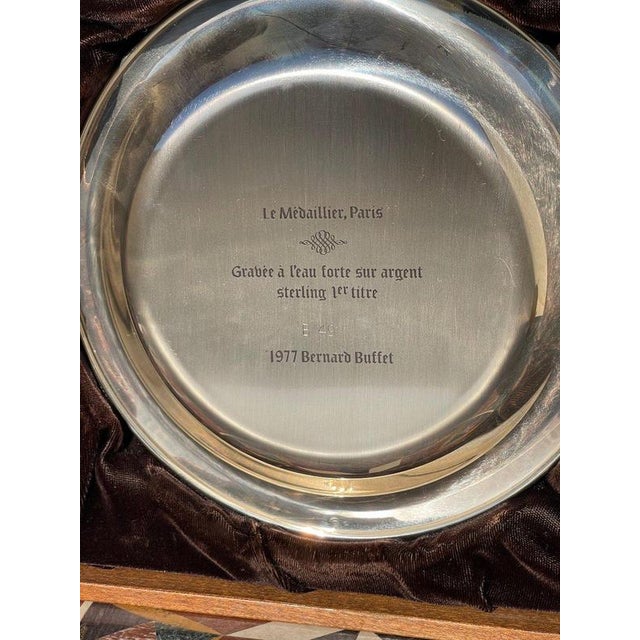 Le Médaillier, Paris
Gravée à l'eau forte sur argent
sterling 1er titre
1977 Bernard Buffet